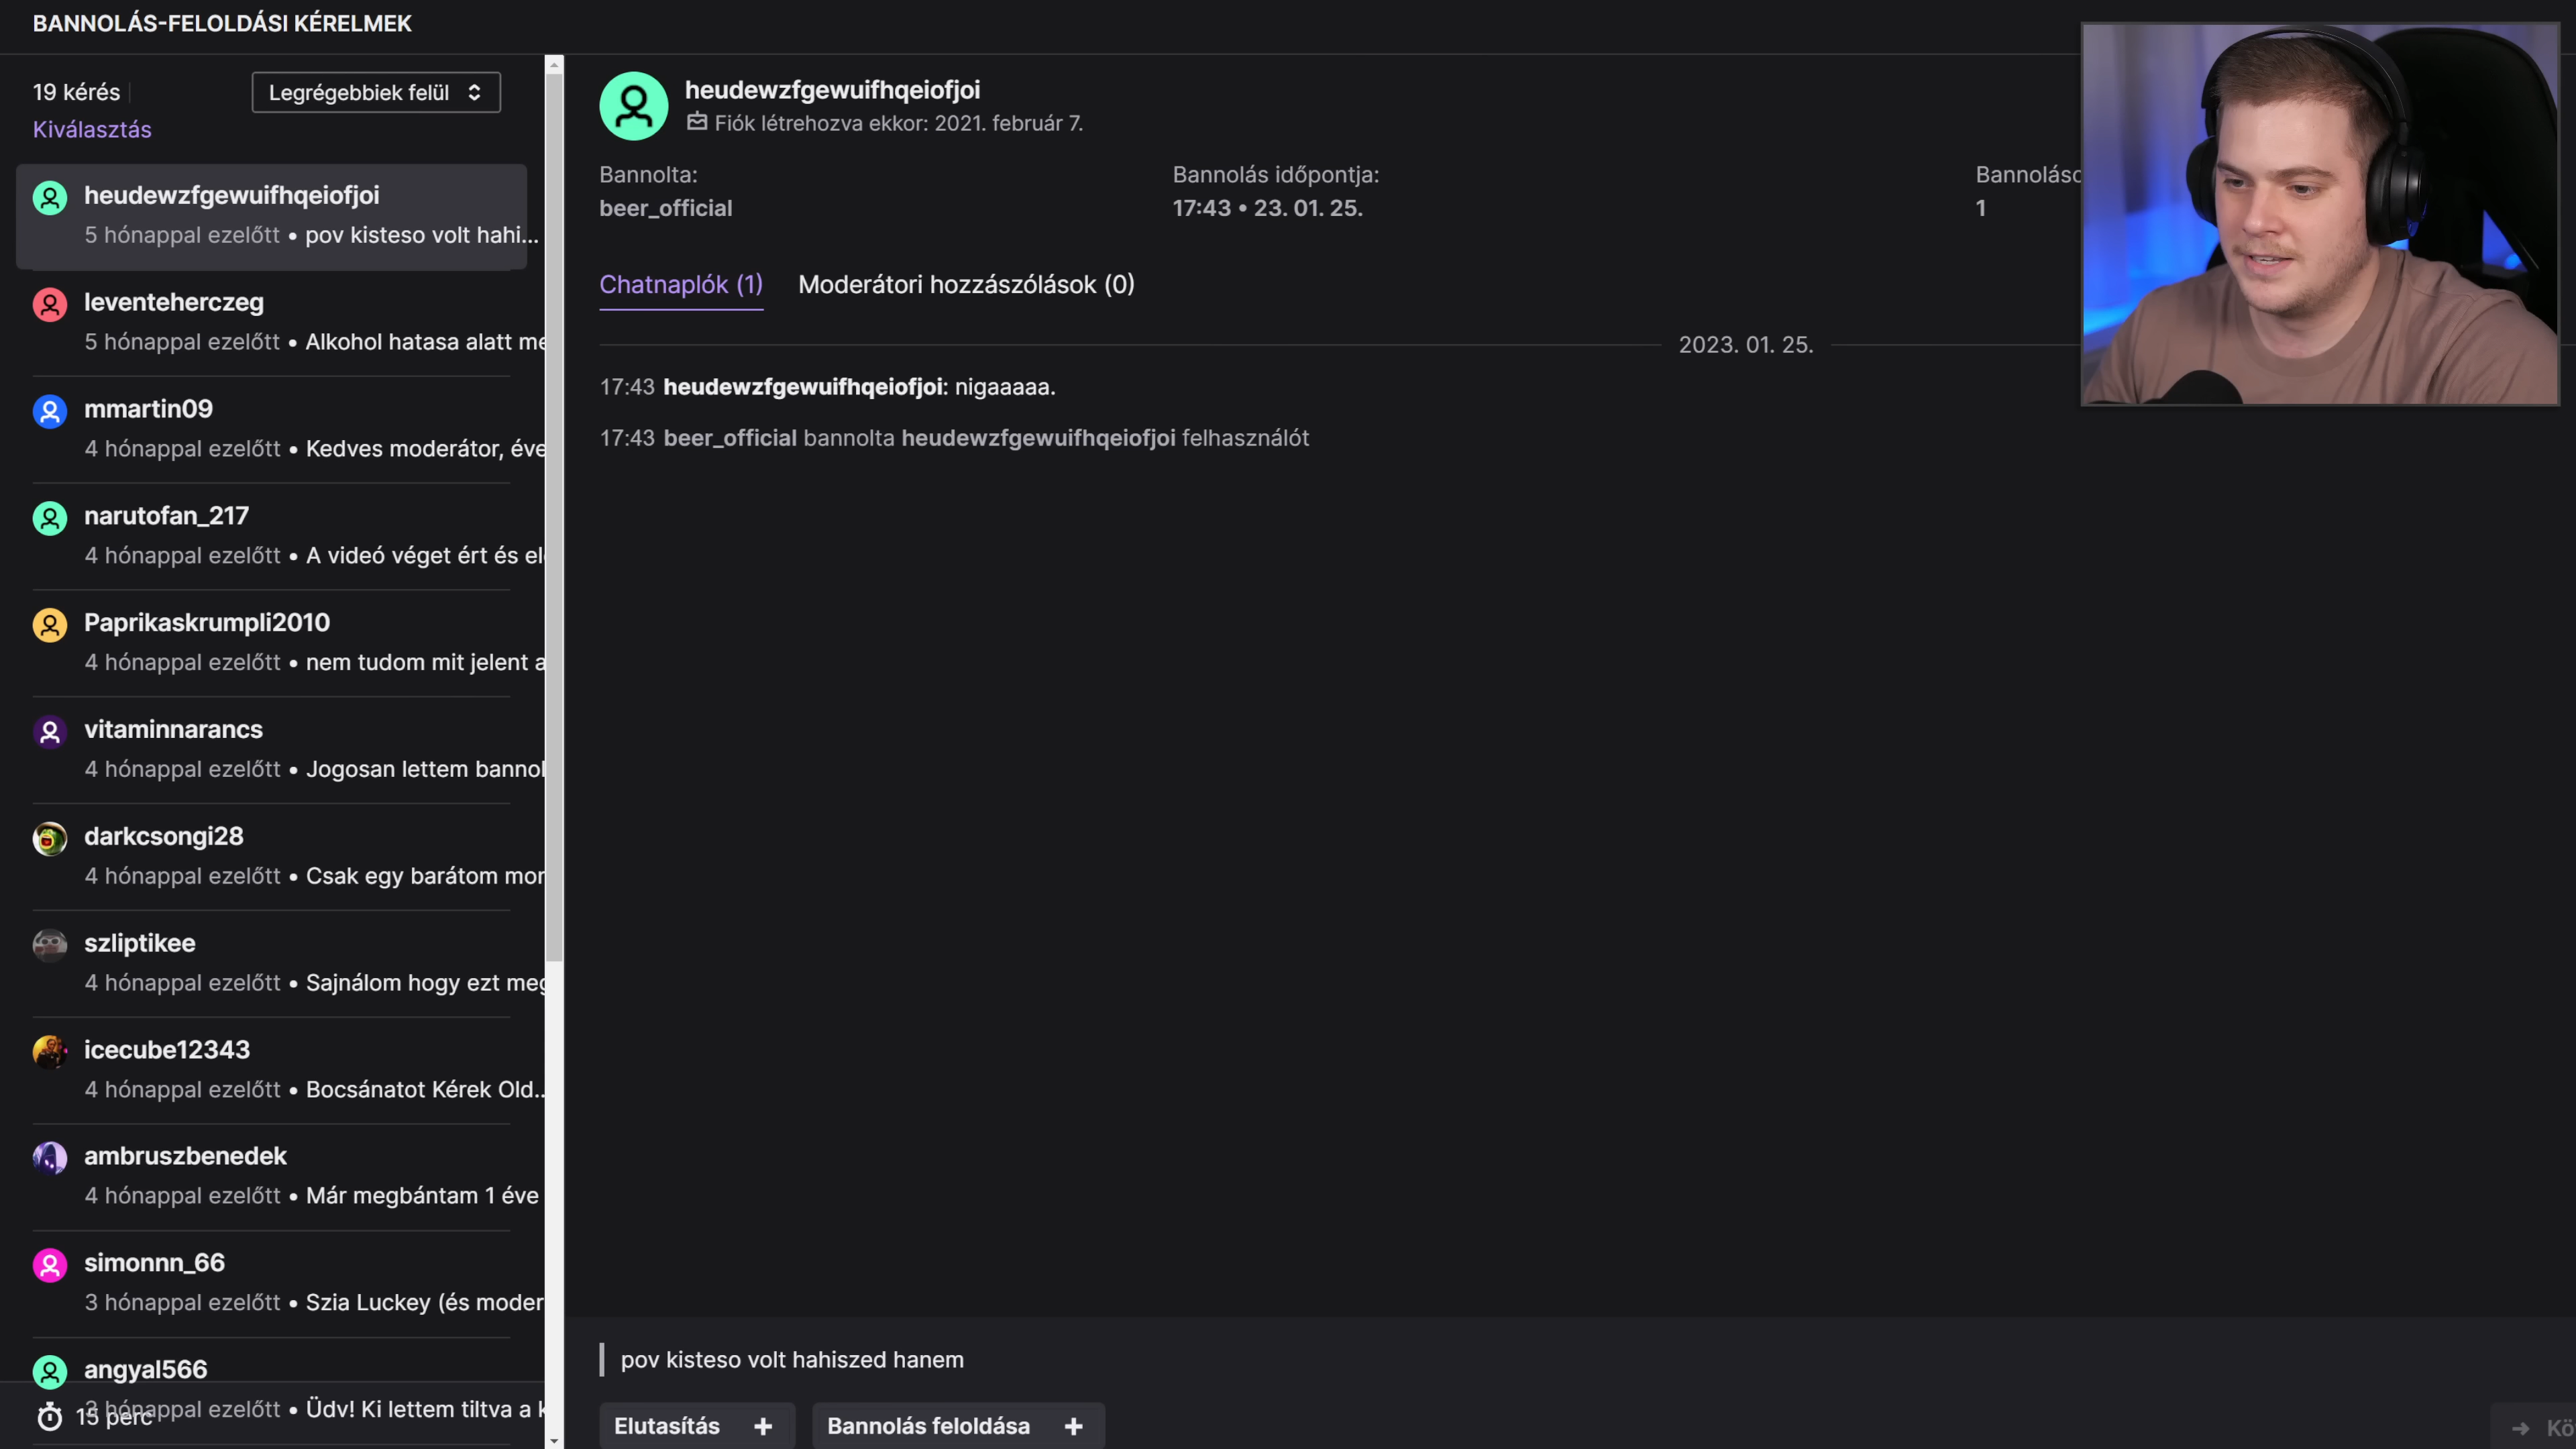 BANNOLÁS-FELOLDÁSI KÉRELMEK
19 kérés
Legrégebbiek felül
Kiválasztás
heudewzfgewuifhqeiofjoi
5 hónappal ezelőtt • pov kisteso volt hahi...
leventeherczeg
5 hónappal ezelőtt • Alkohol hatasa alatt me
mmartin09
4 hónappal ezelőtt • Kedves moderátor, éve
narutofan_217
4 hónappal ezelőtt • A videó véget ért és el
Paprikaskrumpli2010
4 hónappal ezelőtt • nem tudom mit jelent a
vitaminnarancs
4 hónappal ezelőtt • Jogosan lettem bannol
darkcsongi28
4 hónappal ezelőtt • Csak egy barátom mor
szliptikee
4 hónappal ezelőtt • Sajnálom hogy ezt meg
icecube12343
4 hónappal ezelőtt • Bocsánatot Kérek Old..
ambruszbenedek
4 hónappal ezelőtt • Már megbántam 1 éve
simonnn_66
3 hónappal ezelőtt • Szia Luckey (és moder
angyal566
3 hónappal ezelőtt • Üdv! Ki lettem tiltva a k
15 perc
heudewzfgewuifhqeiofjoi
Fiók létrehozva ekkor: 2021. február 7.
Bannolta:
beer_official
Bannolás időpontja:
17:43 • 23. 01. 25.
Bannolásc
1
Chatnaplók (1)
Moderátori hozzászólások (0)
2023. 01. 25.
17:43 heudewzfgewuifhqeiofjoi: nigaaaaa.
17:43 beer_official bannolta heudewzfgewuifhqeiofjoi felhasználót
pov kisteso volt hahiszed hanem
Elutasítás +
Bannolás feloldása +
Kö